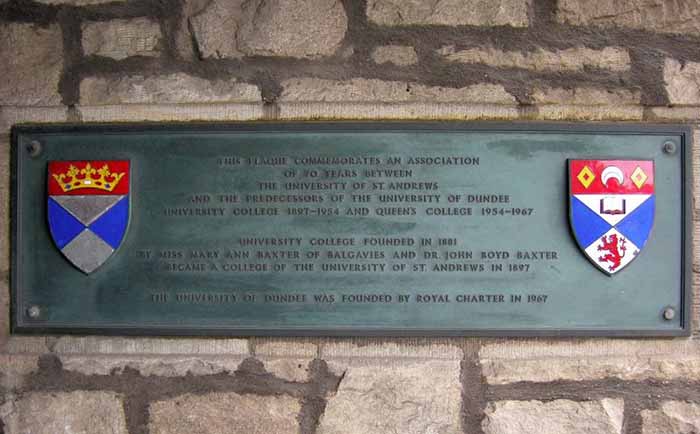 THIS PLAQUE COMMEMORATES AN ASSOCIATION
OF 70 YEARS BETWEEN
THE UNIVERSITY OF ST. ANDREWS
AND THE PREDECESSORS OF THE UNIVERSITY OF DUNDEE
UNIVERSITY COLLEGE 1897–1954 AND QUEEN'S COLLEGE 1954–1967
UNIVERSITY COLLEGE FOUNDED IN 1881
BY MISS MARY ANN BAXTER OF BALGAVIES AND DR. JOHN BOYD BAXTER
BECAME A COLLEGE OF THE UNIVERSITY OF ST. ANDREWS IN 1897
THE UNIVERSITY OF DUNDEE WAS FOUNDED BY ROYAL CHARTER IN 1967